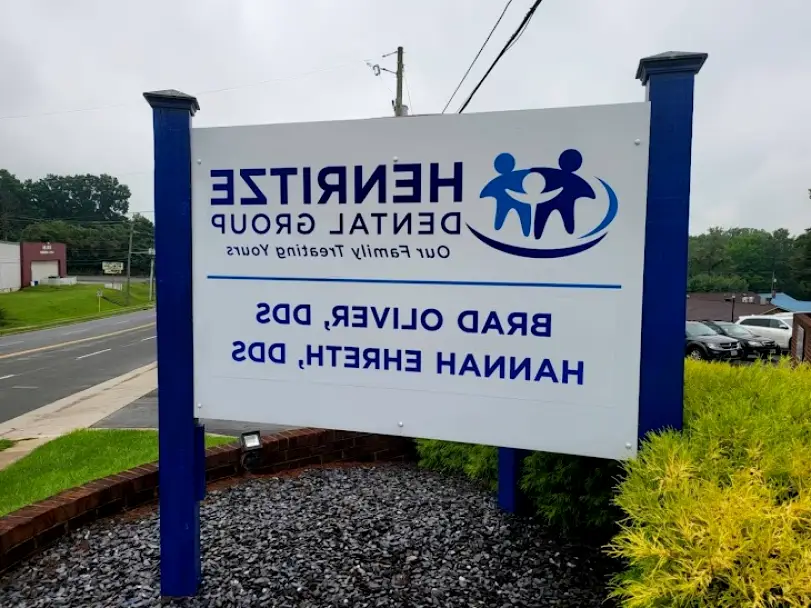 HENRITZE
DENTAL GROUP
Our Family Treating Yours
BRAD OLIVER, DDS
HANNAH EHRETH, DDS